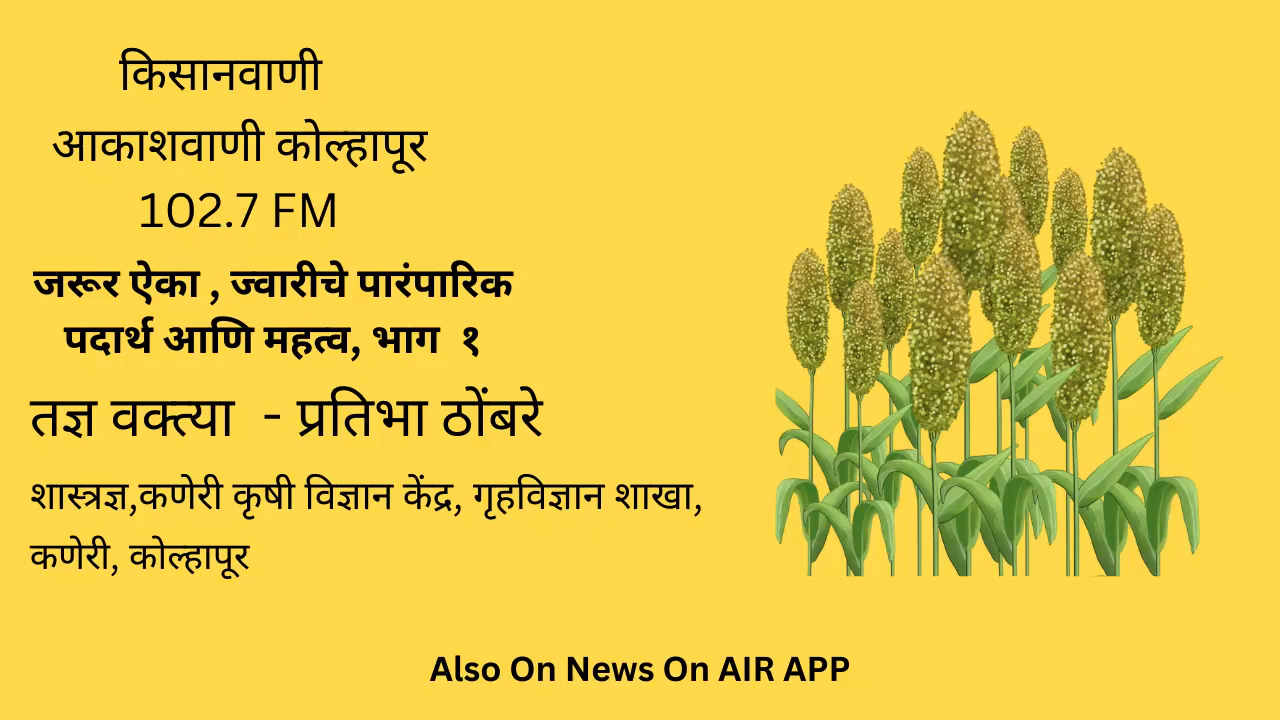 किसानवाणी
आकाशवाणी कोल्हापूर
102.7 FM
जरूर ऐका , ज्वारीचे पारंपारिक
पदार्थ आणि महत्व, भाग १
तज्ञ वक्त्या - प्रतिभा ठोंबरे
शास्त्रज्ञ,कणेरी कृषी विज्ञान केंद्र, गृहविज्ञान शाखा,
कणेरी, कोल्हापूर
Also On News On AIR APP